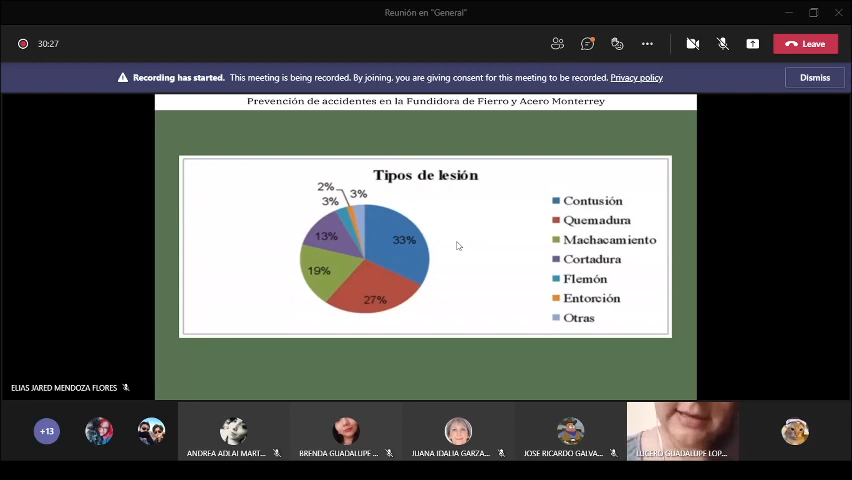 Reunión en "General"
30:27
Leave
Recording has started. This meeting is being recorded. By joining, you are giving consent for this meeting to be recorded. Privacy policy
Dismiss
Prevención de accidentes en la Fundidora de Fierro y Acero Monterrey
Tipos de lesión
2%
3%
3%
13%
33%
19%
27%
Contusión
Quemadura
Machacamiento
Cortadura
Flemón
Entorción
Otras
ELIAS JARED MENDOZA FLORES
+13
ANDREA ADLAI MART...
BRENDA GUADALUPE ...
JUANA IDALIA GARZA...
JOSE RICARDO GALVA...
LUCERO GUADALUPE LOP...